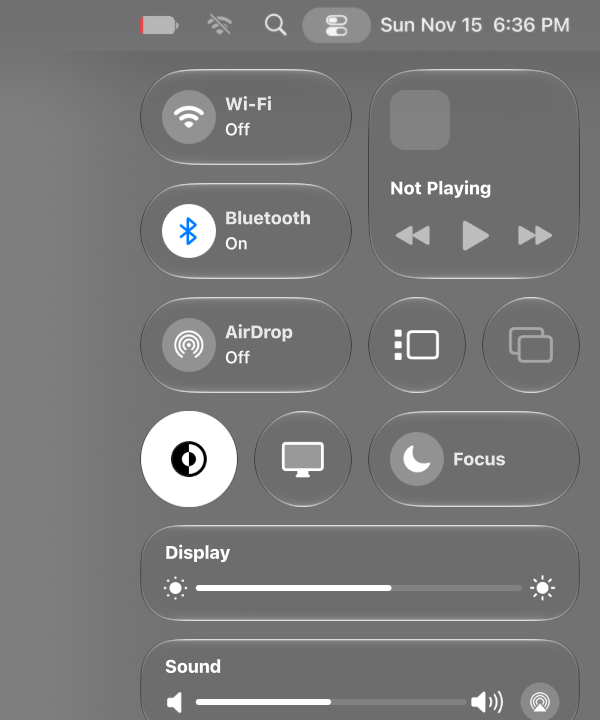 Sun Nov 15 6:36 PM
Wi-Fi
Off
Not Playing
Bluetooth
On
AirDrop
Off
Focus
Display
Sound